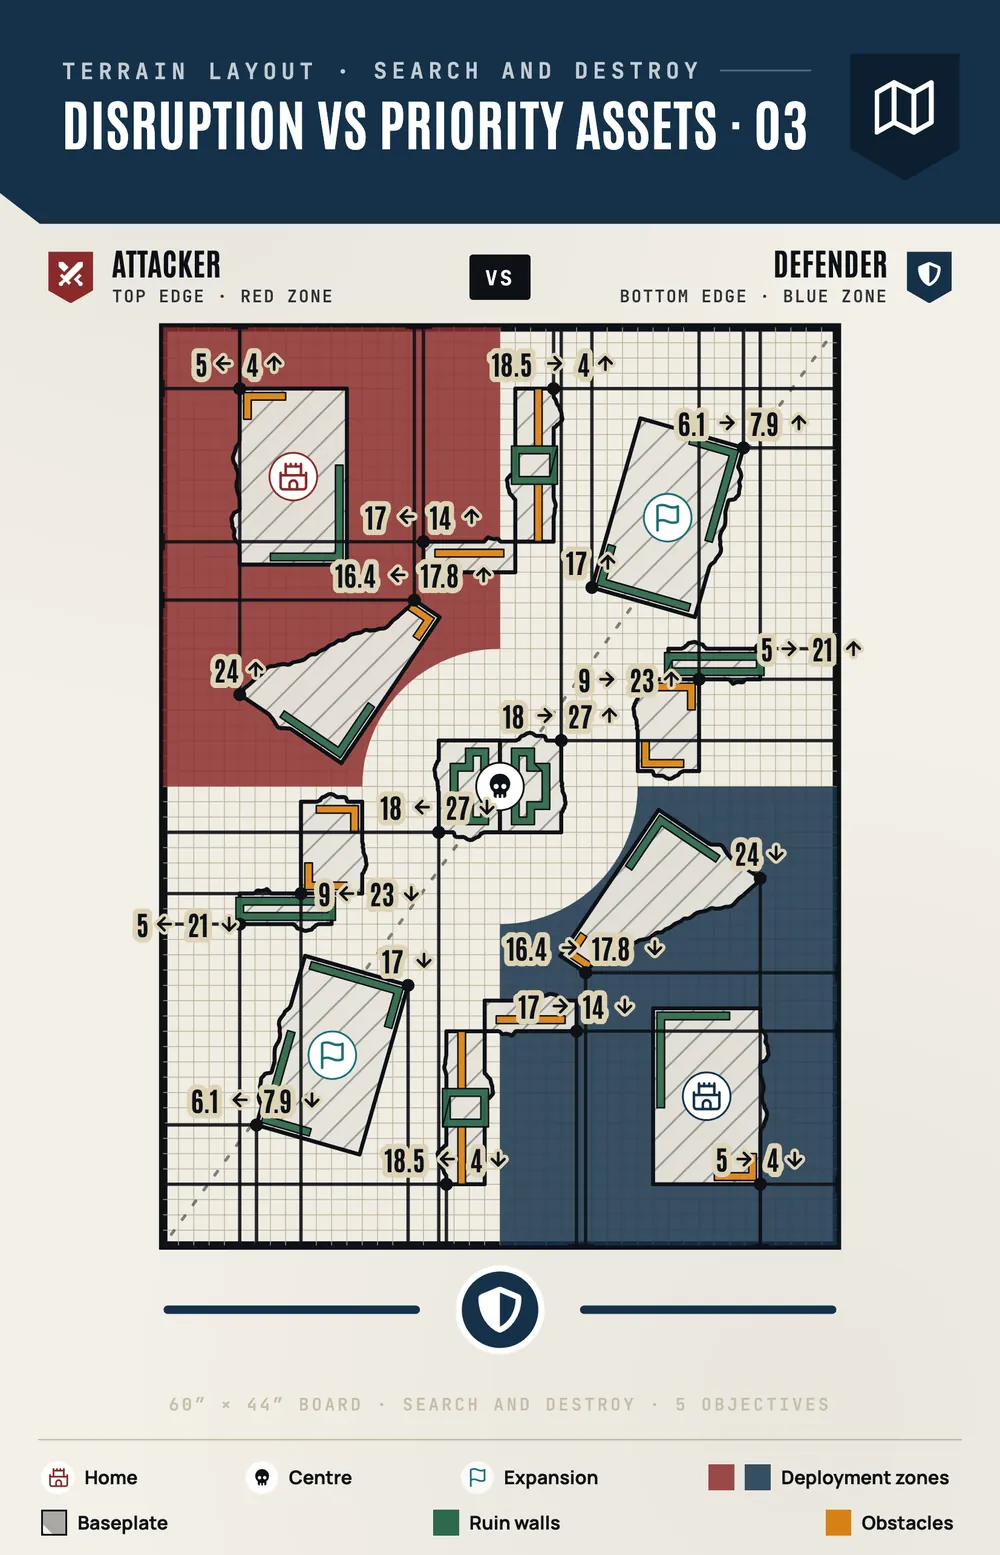 TERRAIN LAYOUT · SEARCH AND DESTROY
DISRUPTION VS PRIORITY ASSETS · 03
ATTACKER
TOP EDGE · RED ZONE
VS
DEFENDER
BOTTOM EDGE · BLUE ZONE
5 ← 4 ↑
18.5 → 4 ↑
6.1 → 7.9 ↑
17 ← 14 ↑
17 ↑
16.4 ← 17.8 ↑
5 → 21 ↑
24 ↑
9 → 23 ↑
18 → 27 ↑
18 ← 27 ↓
24 ↓
9 ← 23 ↓
5 ← 21 ↓
16.4 → 17.8 ↓
17 ↓
17 → 14 ↓
6.1 ← 7.9 ↓
18.5 ← 4 ↓
5 → 4 ↓
60″ × 44″ BOARD · SEARCH AND DESTROY · 5 OBJECTIVES
Home
Centre
Expansion
Deployment zones
Baseplate
Ruin walls
Obstacles